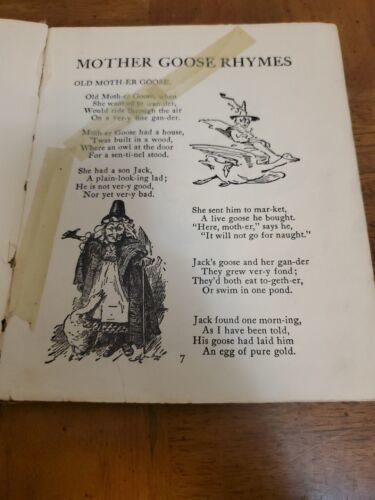 MOTHER GOOSE RHYMES
OLD MOTH-ER GOOSE.
Old Moth-er Goose, when
She want-ed to wan-der,
Would ride through the air
On a ver-y fine gan-der.
Moth-er Goose had a house,
'Twas built in a wood,
Where an owl at the door
For a sen-ti-nel stood.
She had a son Jack,
A plain-look-ing lad;
He is not ver-y good,
Nor yet ver-y bad.
She sent him to mar-ket,
A live goose he bought.
"Here, moth-er," says he,
"It will not go for naught."
Jack's goose and her gan-der
They grew ver-y fond;
They'd both eat to-geth-er,
Or swim in one pond.
Jack found one morn-ing,
As I have been told,
His goose had laid him
An egg of pure gold.
7